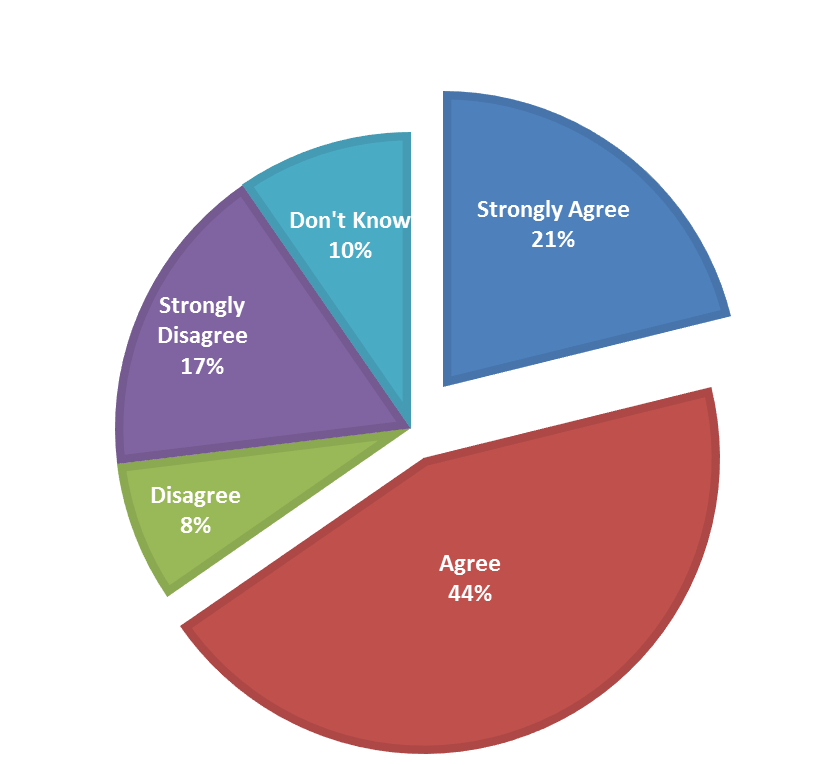 Strongly Agree
21%
Agree
44%
Disagree
8%
Strongly
Disagree
17%
Don't Know
10%